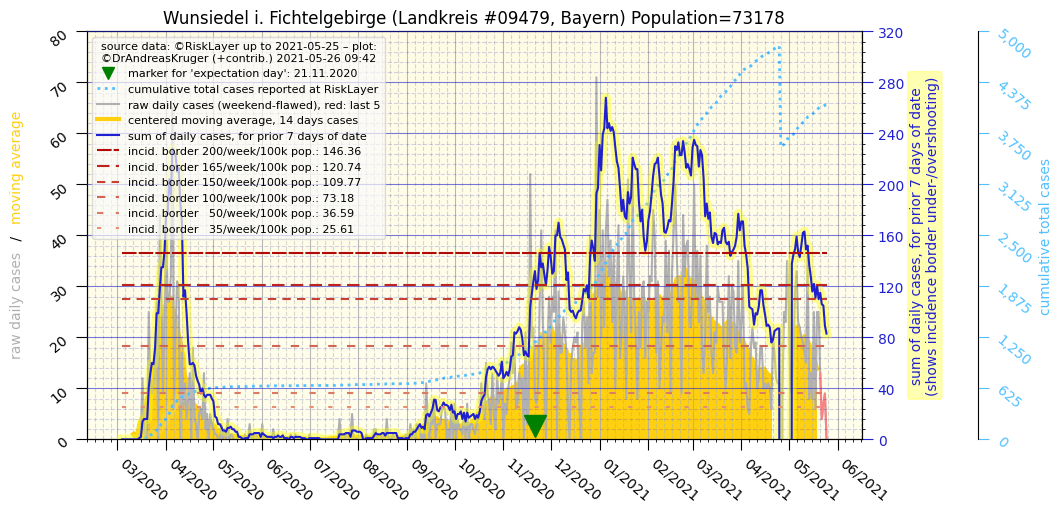 Wunsiedel i. Fichtelgebirge (Landkreis #09479, Bayern) Population=73178
source data: ©RiskLayer up to 2021-05-25 – plot:
©DrAndreasKruger (+contrib.) 2021-05-26 09:42
marker for 'expectation day': 21.11.2020
cumulative total cases reported at RiskLayer
raw daily cases (weekend-flawed), red: last 5
centered moving average, 14 days cases
sum of daily cases, for prior 7 days of date
incid. border 200/week/100k pop.: 146.36
incid. border 165/week/100k pop.: 120.74
incid. border 150/week/100k pop.: 109.77
incid. border 100/week/100k pop.: 73.18
incid. border 50/week/100k pop.: 36.59
incid. border 35/week/100k pop.: 25.61
raw daily cases / moving average
80
70
60
50
40
30
20
10
0
03/2020
04/2020
05/2020
06/2020
07/2020
08/2020
09/2020
10/2020
11/2020
12/2020
01/2021
02/2021
03/2021
04/2021
05/2021
06/2021
320
280
240
200
160
120
80
40
0
sum of daily cases, for prior 7 days of date
(shows incidence border under-/overshooting)
5,000
4,375
3,750
3,125
2,500
1,875
1,250
625
0
cumulative total cases